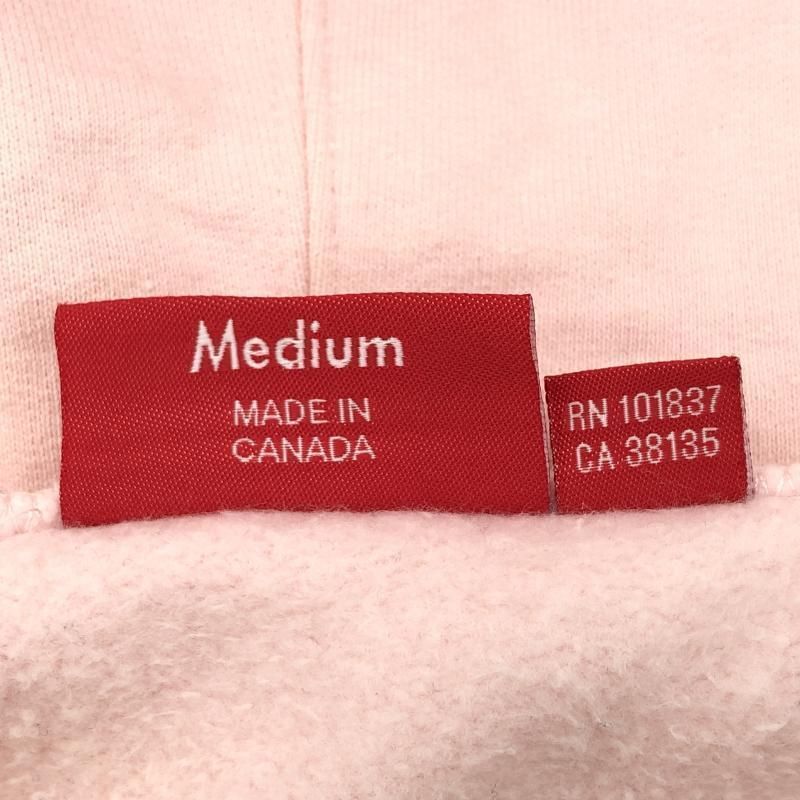 Medium
MADE IN
CANADA
RN 101837
CA 38135